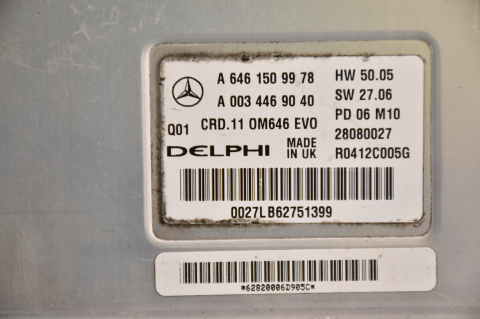 A 646 150 99 78 HW 50.05
A 003 446 90 40 SW 27.06
Q01 CRD.11 OM646 EVO PD 06 M10
28080027
DELPHI MADE IN UK R0412C005G
0027LB62751399
*62820006D905C*